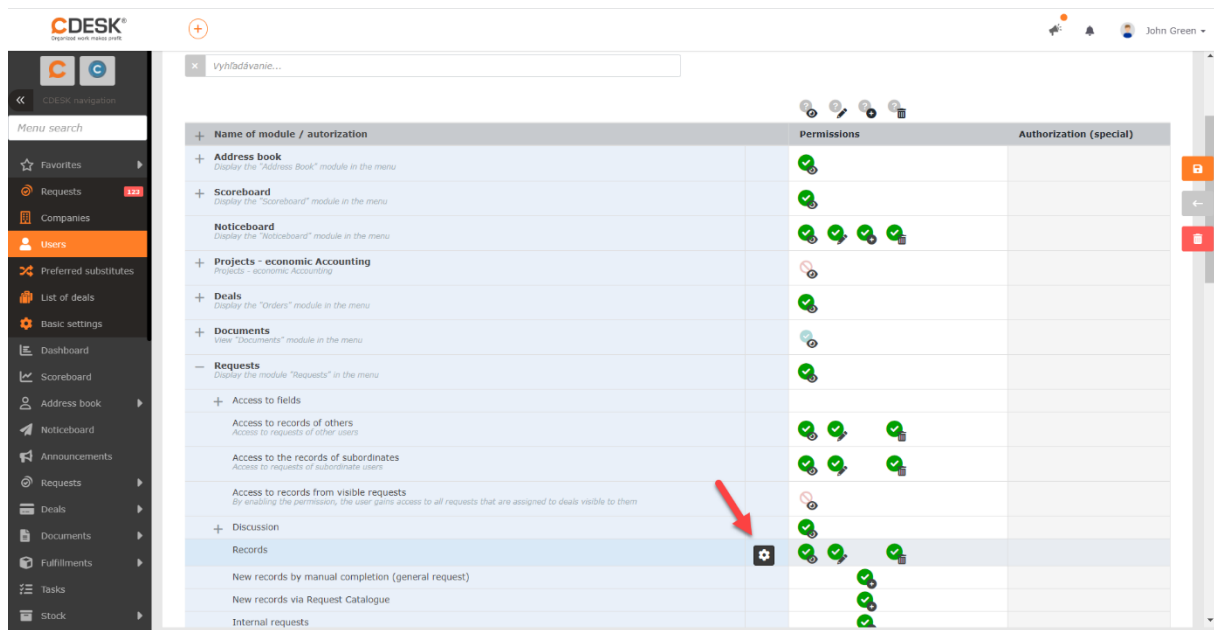 CDESK®
Organized work makes profit.
John Green
CDESK navigation
Menu search
Favorites
Requests 123
Companies
Users
Preferred substitutes
List of deals
Basic settings
Dashboard
Scoreboard
Address book
Noticeboard
Announcements
Requests
Deals
Documents
Fulfillments
Tasks
Stock
Vyhľadávanie...
Name of module / autorization Permissions Authorization (special)
Address book
Display the "Address Book" module in the menu
Scoreboard
Display the "Scoreboard" module in the menu
Noticeboard
Display the "Noticeboard" module in the menu
Projects - economic Accounting
Projects - economic Accounting
Deals
Display the "Orders" module in the menu
Documents
View "Documents" module in the menu
Requests
Display the module "Requests" in the menu
Access to fields
Access to records of others
Access to requests of other users
Access to the records of subordinates
Access to requests of subordinate users
Access to records from visible requests
By enabling the permission, the user gains access to all requests that are assigned to deals visible to them
Discussion
Records
New records by manual completion (general request)
New records via Request Catalogue
Internal requests